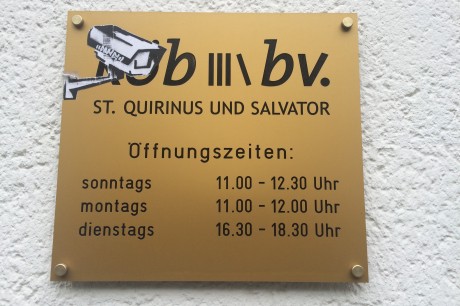 öb bv.
ST. QUIRINUS UND SALVATOR
Öffnungszeiten:
sonntags 11.00 - 12.30 Uhr
montags 11.00 - 12.00 Uhr
dienstags 16.30 - 18.30 Uhr